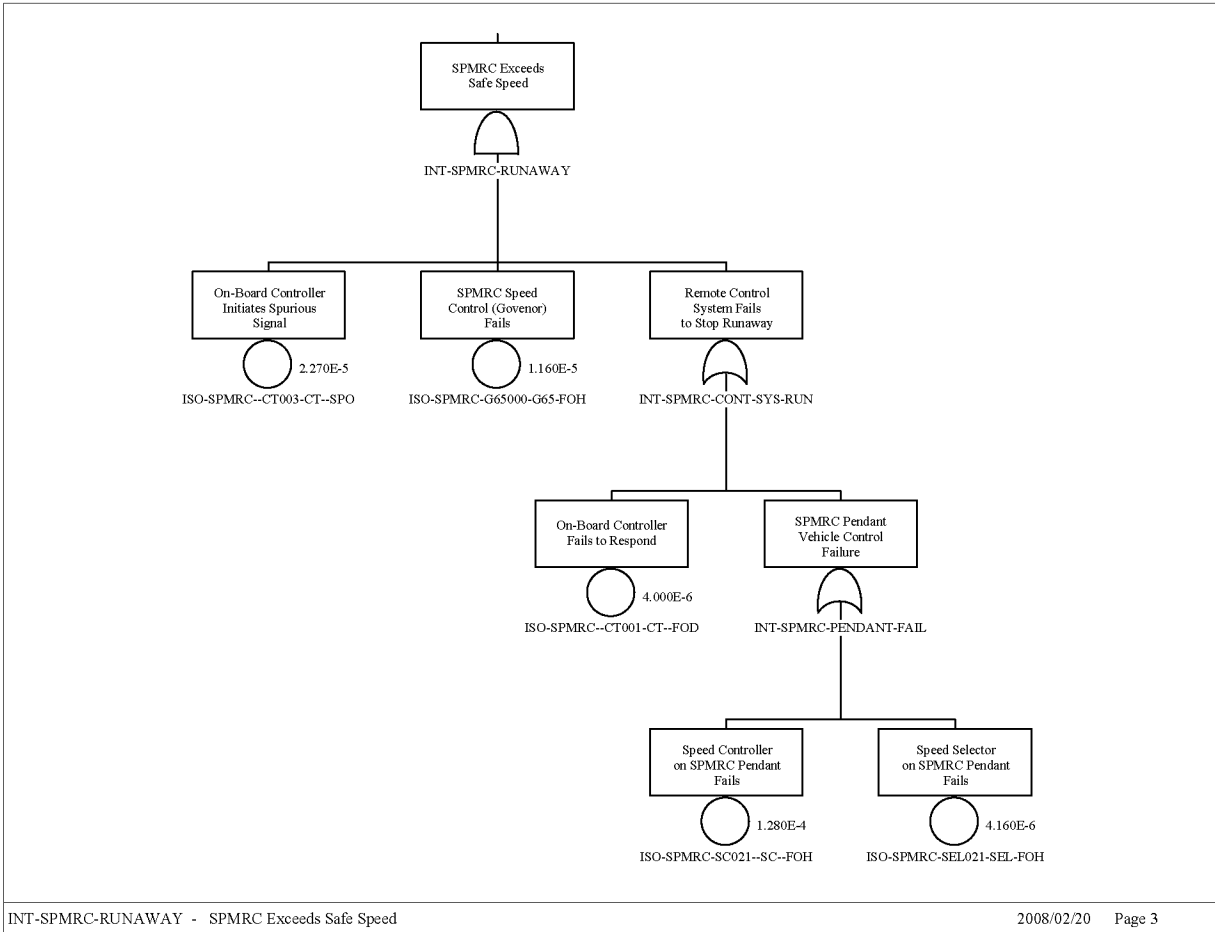 SPMRC Exceeds
Safe Speed
INT-SPMRC-RUNAWAY
On-Board Controller
Initiates Spurious
Signal
2.270E-5
ISO-SPMRC--CT003-CT--SPO
SPMRC Speed
Control (Govenor)
Fails
1.160E-5
ISO-SPMRC-G65000-G65-FOH
Remote Control
System Fails
to Stop Runaway
INT-SPMRC-CONT-SYS-RUN
On-Board Controller
Fails to Respond
4.000E-6
ISO-SPMRC--CT001-CT--FOD
SPMRC Pendant
Vehicle Control
Failure
INT-SPMRC-PENDANT-FAIL
Speed Controller
on SPMRC Pendant
Fails
1.280E-4
ISO-SPMRC-SC021--SC--FOH
Speed Selector
on SPMRC Pendant
Fails
4.160E-6
ISO-SPMRC-SEL021-SEL-FOH
INT-SPMRC-RUNAWAY - SPMRC Exceeds Safe Speed
2008/02/20 Page 3